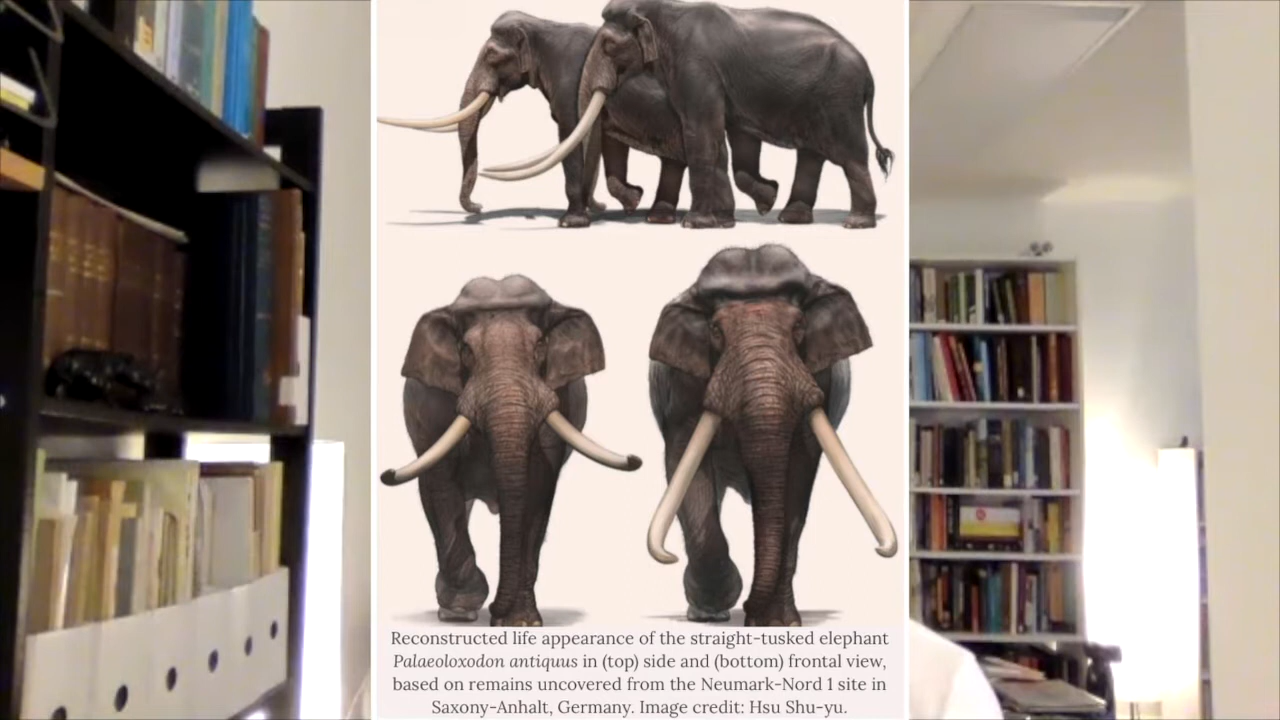 Reconstructed life appearance of the straight-tusked elephant
Palaeoloxodon antiquus in (top) side and (bottom) frontal view,
based on remains uncovered from the Neumark-Nord 1 site in
Saxony-Anhalt, Germany. Image credit: Hsu Shu-yu.